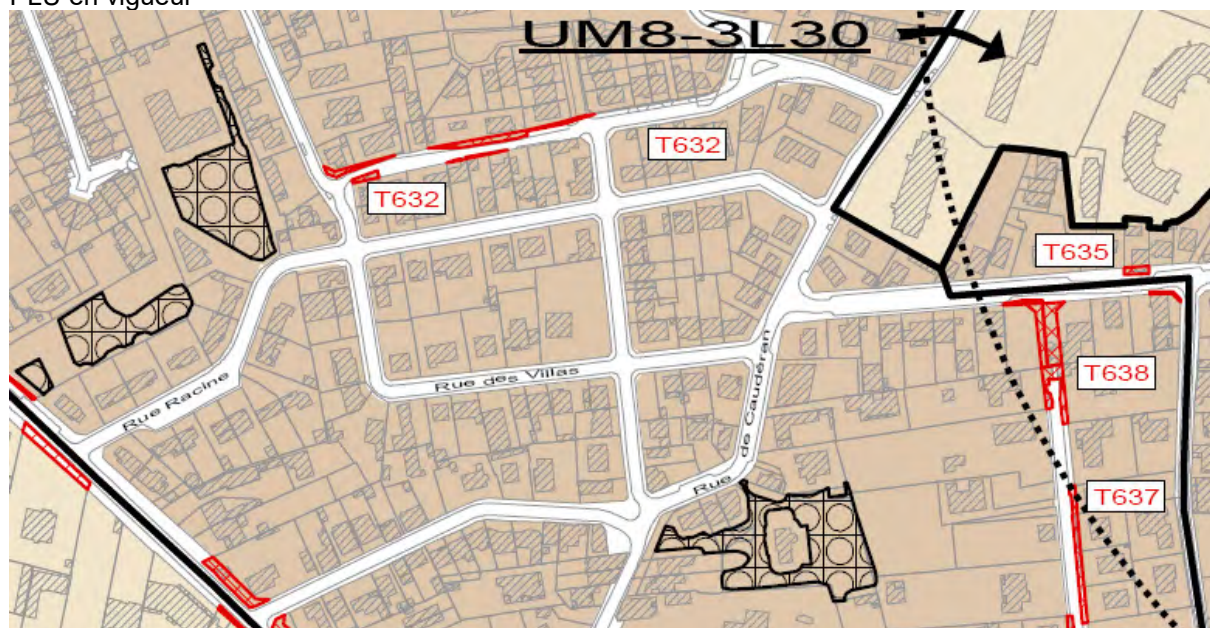 PLU en vigueur
UM8-3L30
T632
T632
T635
T638
T637
Rue Racine
Rue des Villas
Rue de Caudéran